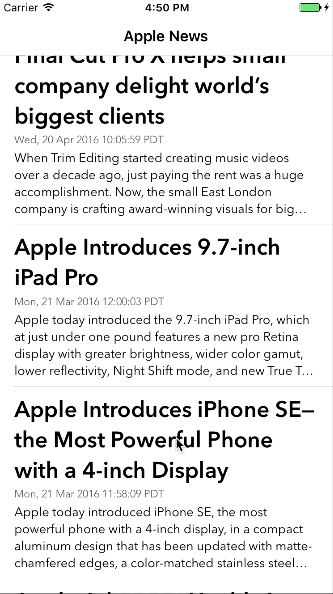 Carrier 4:50 PM
Apple News
Final Cut Pro X helps small
company delight world's
biggest clients
Wed, 20 Apr 2016 10:05:59 PDT
When Trim Editing started creating music videos
over a decade ago, just paying the rent was a huge
accomplishment. Now, the small East London
company is crafting award-winning visuals for big...
Apple Introduces 9.7-inch
iPad Pro
Mon, 21 Mar 2016 12:00:03 PDT
Apple today introduced the 9.7-inch iPad Pro, which
at just under one pound features a new pro Retina
display with greater brightness, wider color gamut,
lower reflectivity, Night Shift mode, and new True T...
Apple Introduces iPhone SE—
the Most Powerful Phone
with a 4-inch Display
Mon, 21 Mar 2016 11:58:09 PDT
Apple today introduced iPhone SE, the most
powerful phone with a 4-inch display, in a compact
aluminum design that has been updated with matte-
chamfered edges, a color-matched stainless steel...